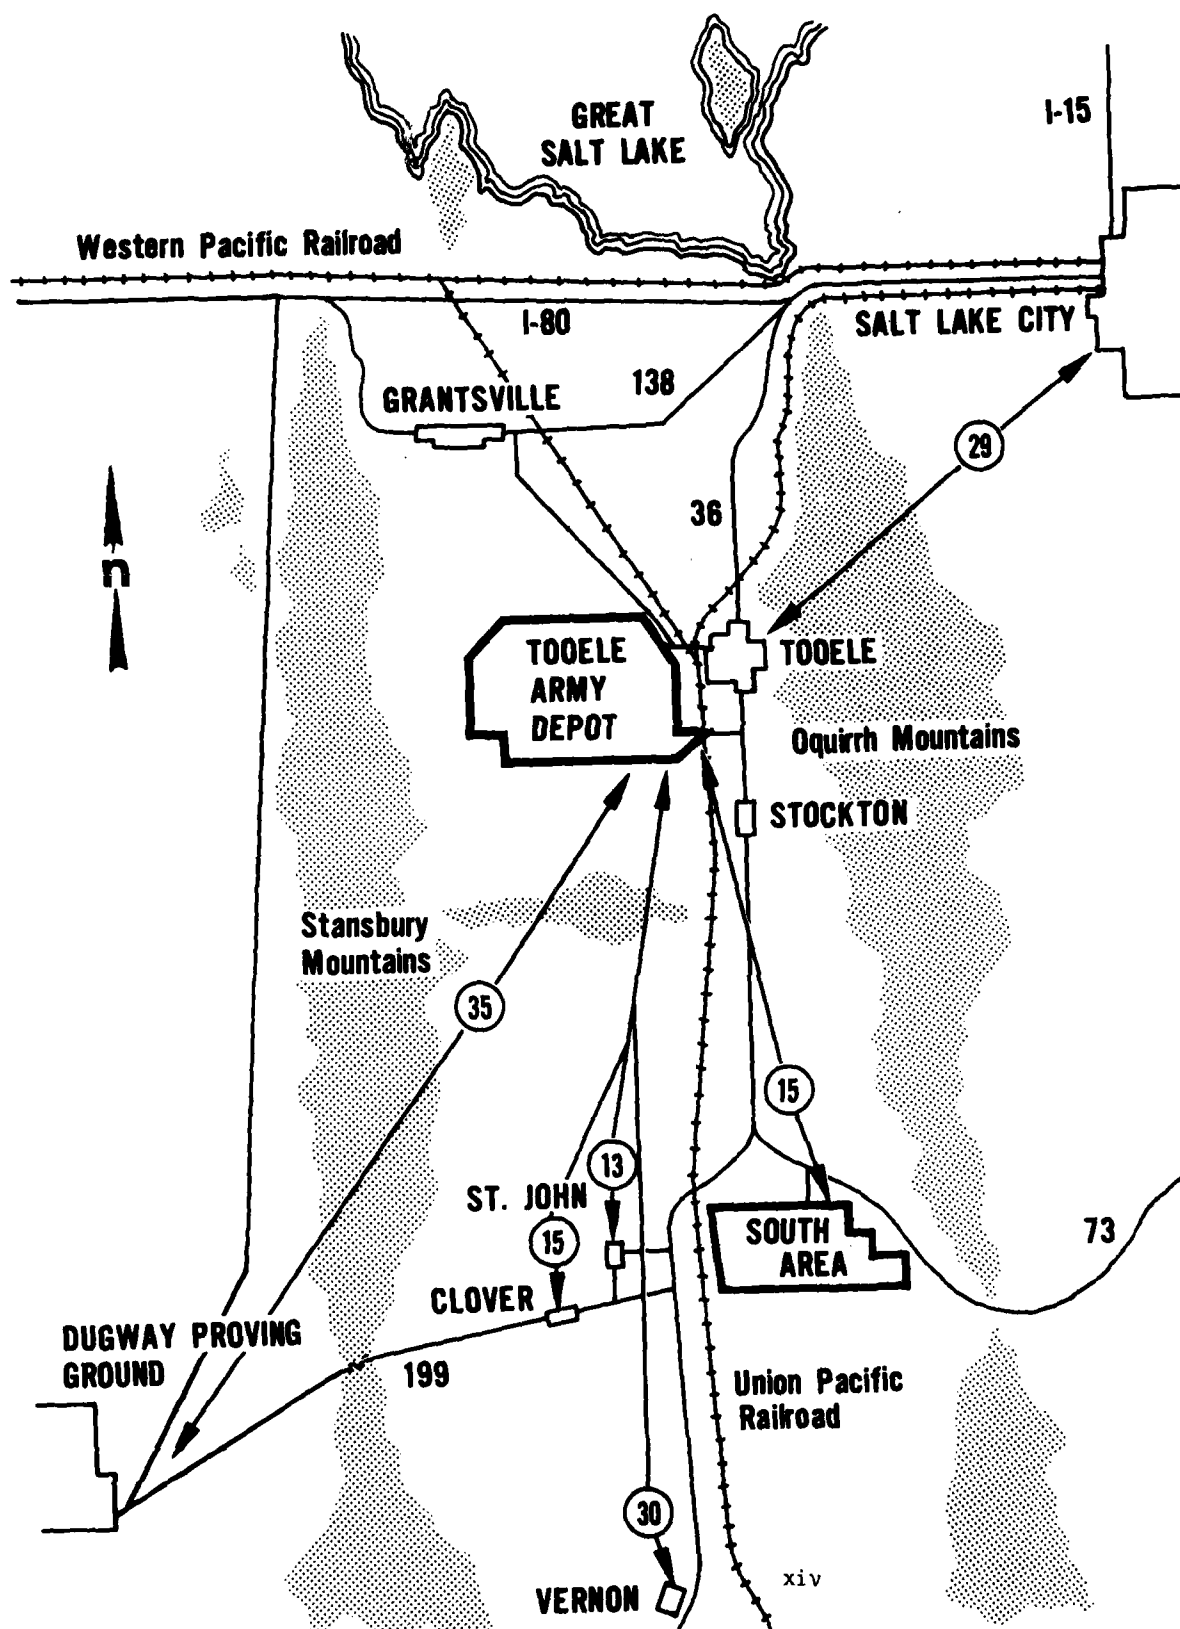 GREAT
SALT LAKE
I-15
Western Pacific Railroad
I-80
SALT LAKE CITY
138
GRANTSVILLE
29
36
n
TOOELE
ARMY
DEPOT
TOOELE
Oquirrh Mountains
STOCKTON
Stansbury
Mountains
35
15
13
ST. JOHN
15
SOUTH
AREA
73
CLOVER
DUGWAY PROVING
GROUND
199
Union Pacific
Railroad
30
VERNON
xiv